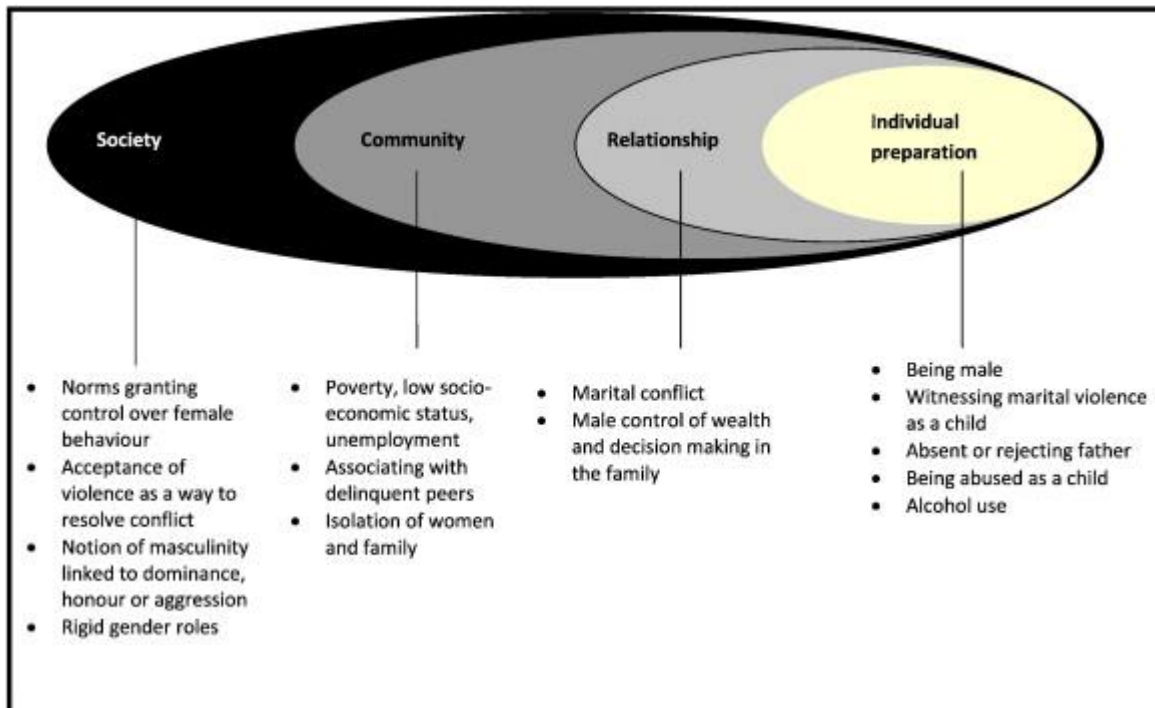 Society
Community
Relationship
Individual
preparation
• Norms granting
control over female
behaviour
• Acceptance of
violence as a way to
resolve conflict
• Notion of masculinity
linked to dominance,
honour or aggression
• Rigid gender roles
• Poverty, low socio-
economic status,
unemployment
• Associating with
delinquent peers
• Isolation of women
and family
• Marital conflict
• Male control of wealth
and decision making in
the family
• Being male
• Witnessing marital violence
as a child
• Absent or rejecting father
• Being abused as a child
• Alcohol use